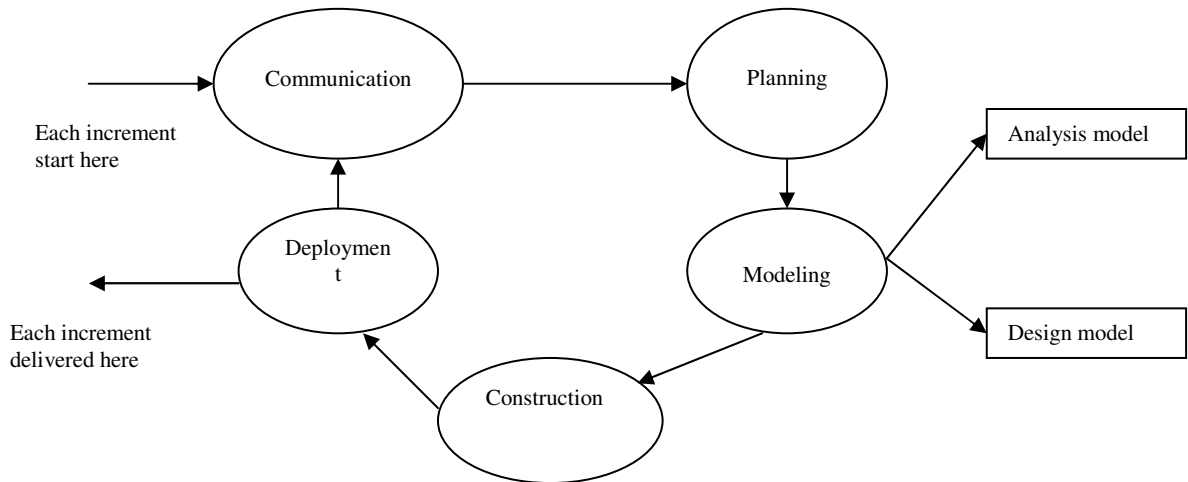 Communication
Planning
Each increment
start here
Analysis model
Deploymen
t
Modeling
Each increment
delivered here
Design model
Construction